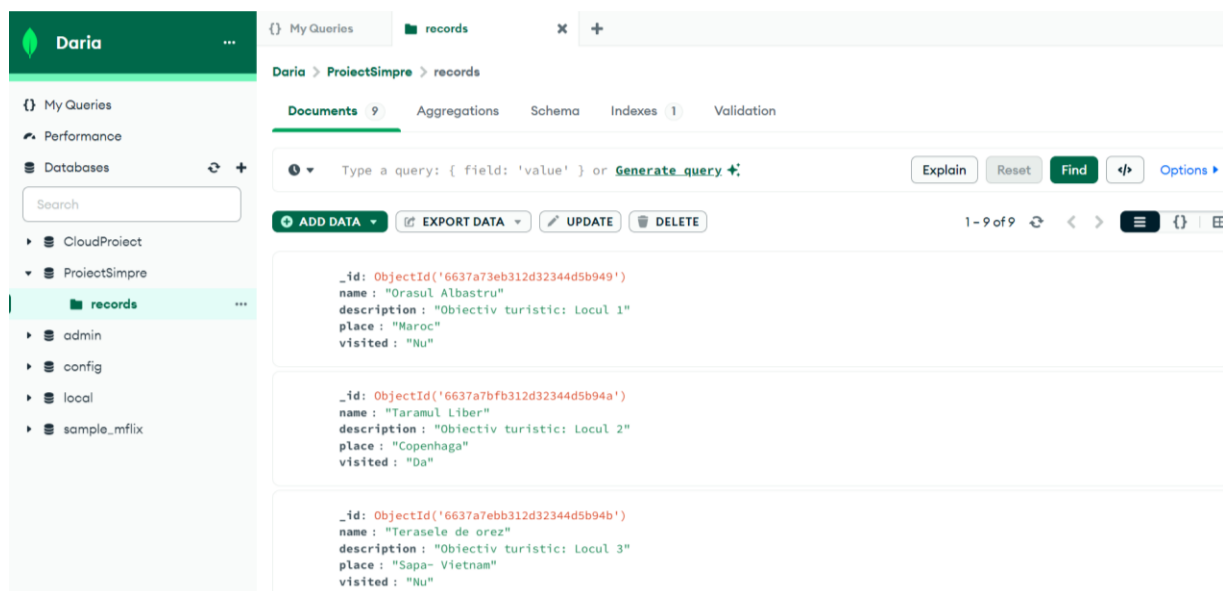 Daria ...
{} My Queries
Performance
Databases
Search
CloudProiect
ProiectSimpre
records ...
admin
config
local
sample_mflix
{} My Queries
records
Daria > ProiectSimpre > records
Documents 9 Aggregations Schema Indexes 1 Validation
Type a query: { field: 'value' } or Generate query
Explain Reset Find </> Options
ADD DATA EXPORT DATA UPDATE DELETE
1 – 9 of 9 {}
_id: ObjectId('6637a73eb312d32344d5b949')
name : "Orasul Albastru"
description : "Obiectiv turistic: Locul 1"
place : "Maroc"
visited : "Nu"
_id: ObjectId('6637a7bfb312d32344d5b94a')
name : "Taramul Liber"
description : "Obiectiv turistic: Locul 2"
place : "Copenhaga"
visited : "Da"
_id: ObjectId('6637a7ebb312d32344d5b94b')
name : "Terasele de orez"
description : "Obiectiv turistic: Locul 3"
place : "Sapa- Vietnam"
visited : "Nu"